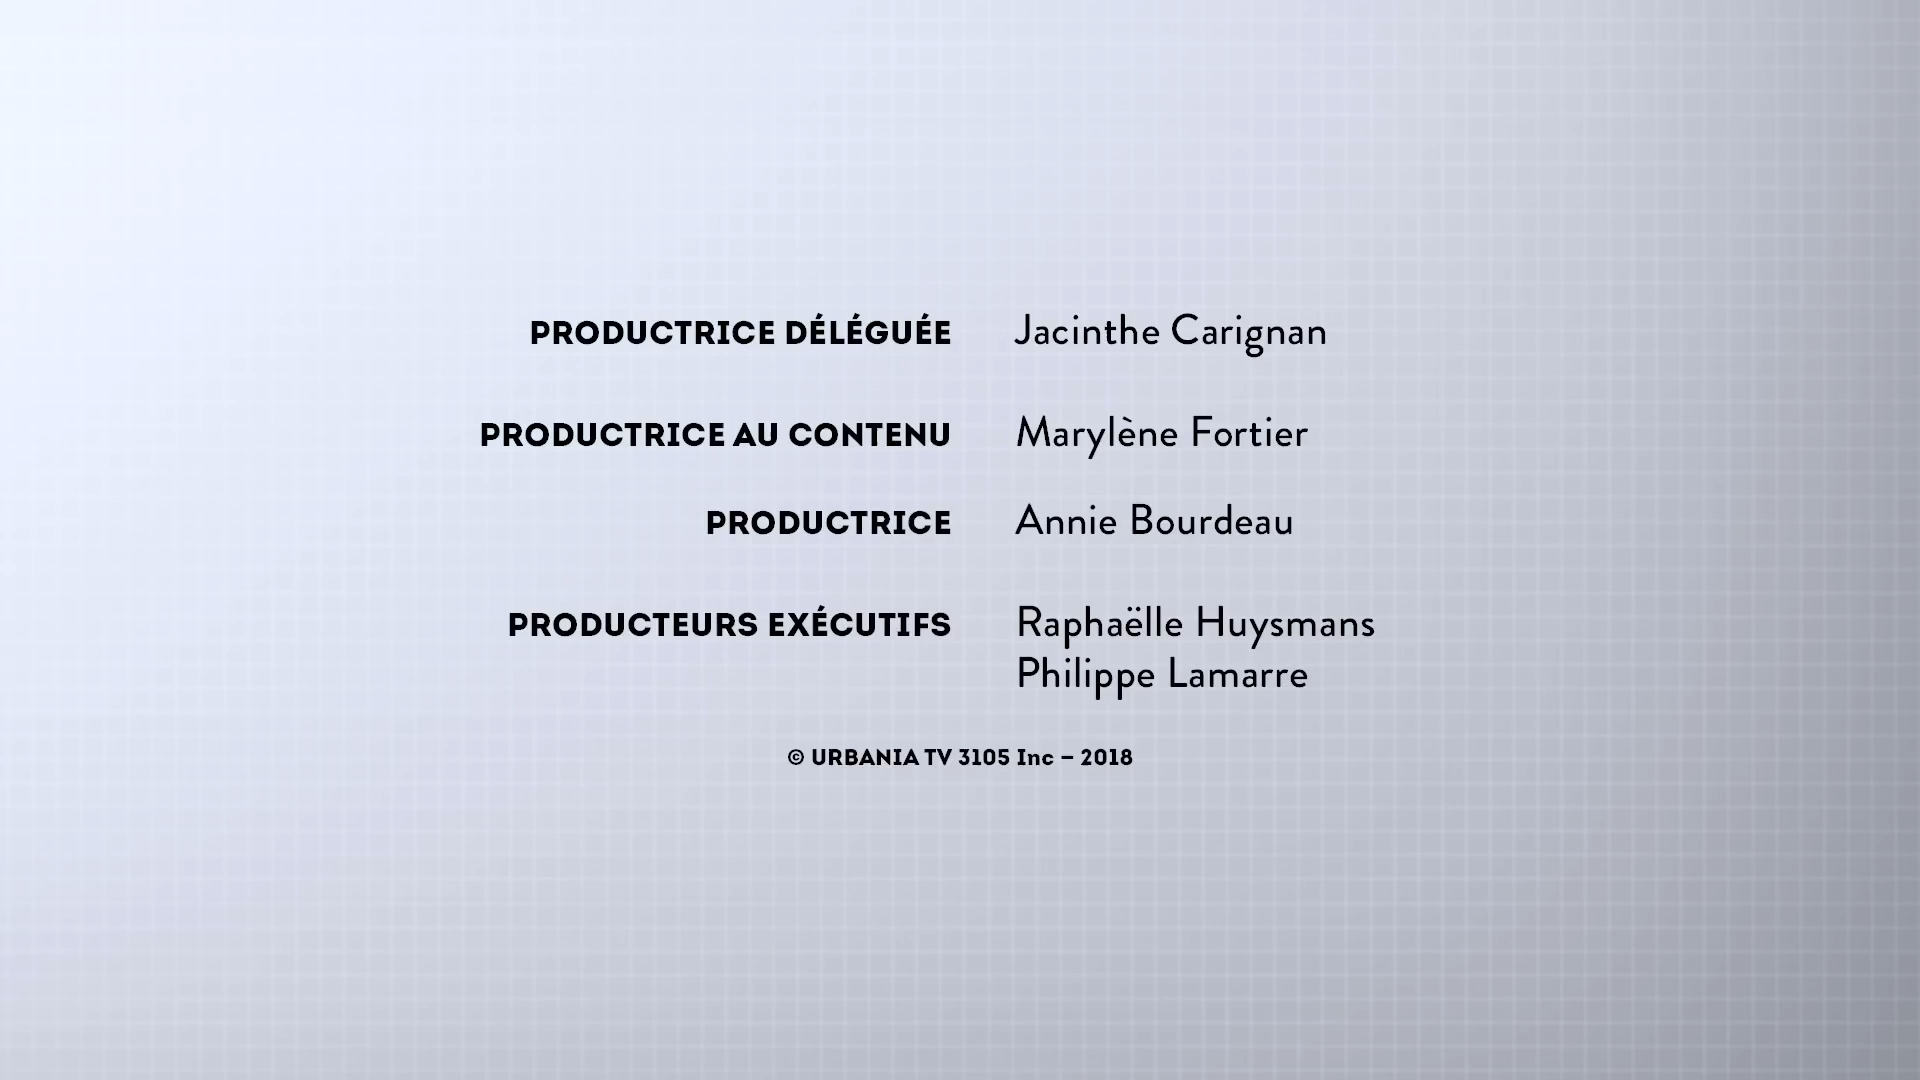 PRODUCTRICE DÉLÉGUÉE Jacinthe Carignan
PRODUCTRICE AU CONTENU Marylène Fortier
PRODUCTRICE Annie Bourdeau
PRODUCTEURS EXÉCUTIFS Raphaëlle Huysmans
Philippe Lamarre
© URBANIA TV 3105 Inc – 2018